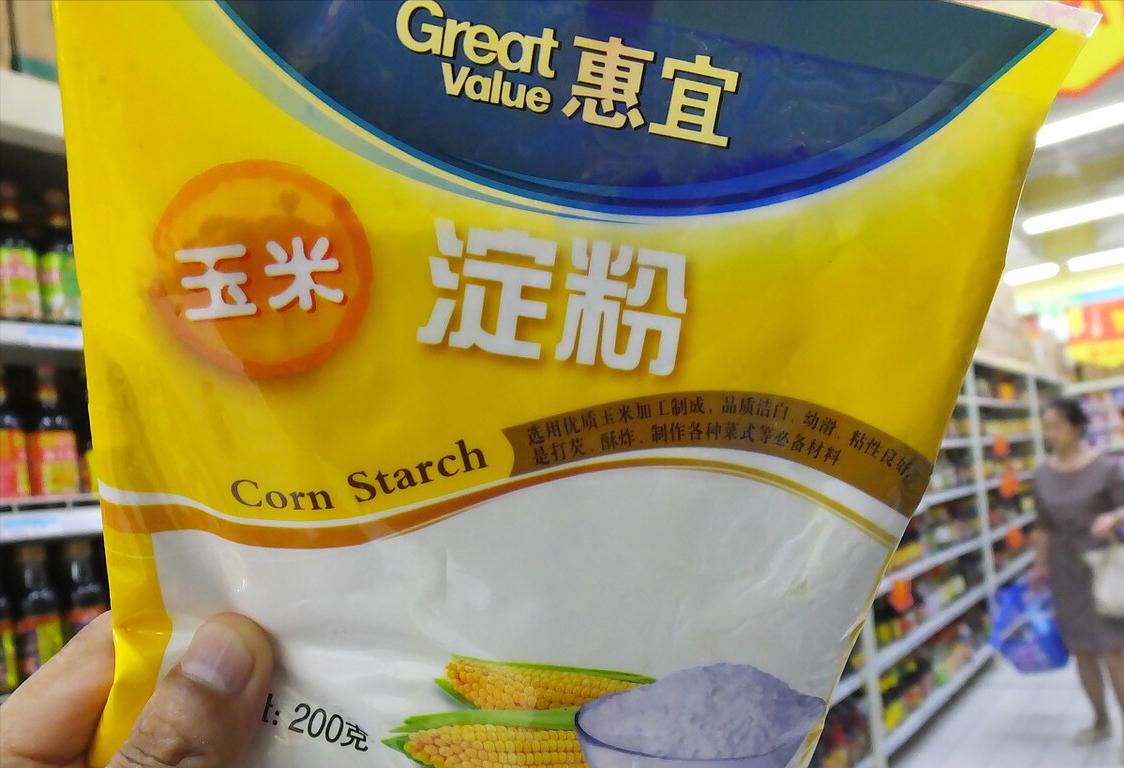 Great
Value 惠宜
玉米 淀粉
选用优质玉米加工制成，品质洁白、幼滑、粘性良好，
是打芡、酥炸、制作各种菜式等必备材料
Corn Starch
: 200克